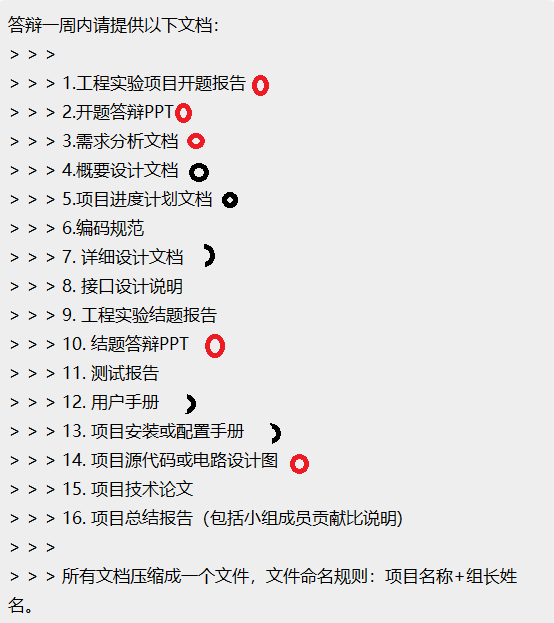 答辩一周内请提供以下文档：
> > >
> > > 1.工程实验项目开题报告
> > > 2.开题答辩PPT
> > > 3.需求分析文档
> > > 4.概要设计文档
> > > 5.项目进度计划文档
> > > 6.编码规范
> > > 7. 详细设计文档
> > > 8. 接口设计说明
> > > 9. 工程实验结题报告
> > > 10. 结题答辩PPT
> > > 11. 测试报告
> > > 12. 用户手册
> > > 13. 项目安装或配置手册
> > > 14. 项目源代码或电路设计图
> > > 15. 项目技术论文
> > > 16. 项目总结报告（包括小组成员贡献比说明）
> > >
> > > 所有文档压缩成一个文件，文件命名规则：项目名称+组长姓
名。